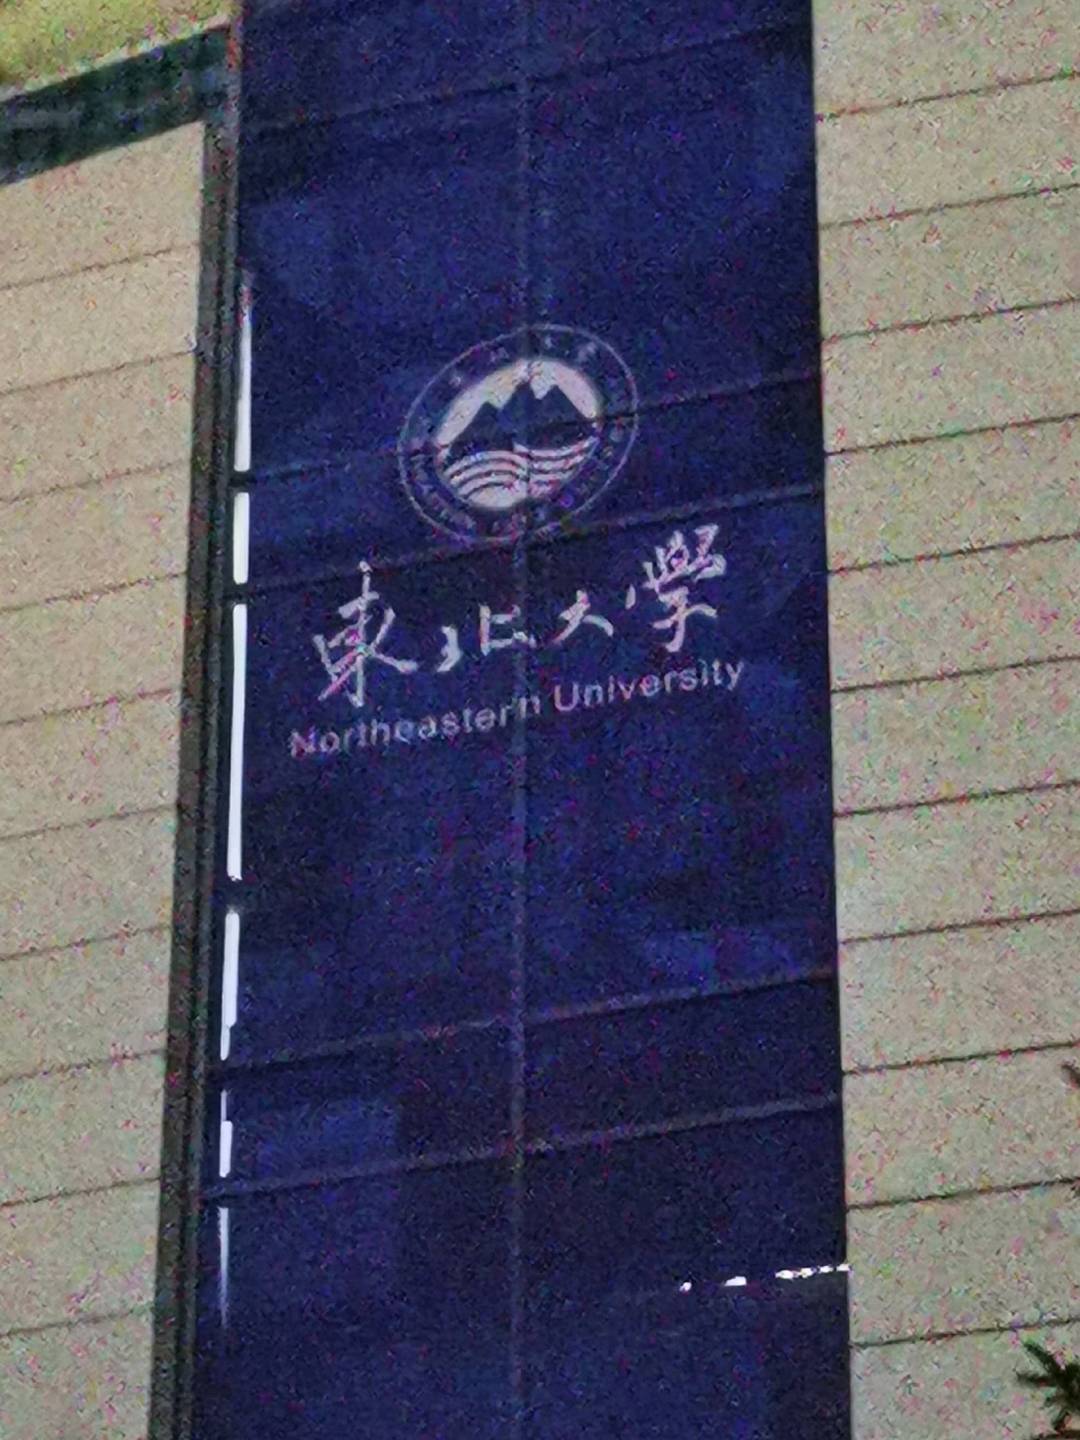 東北大學
Northeastern University